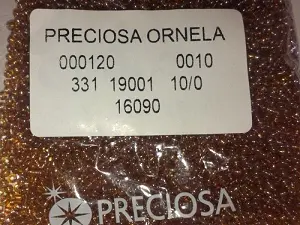 PRECIOSA ORNELA
000120 0010
331 19001 10/0
16090
PRECIOSA